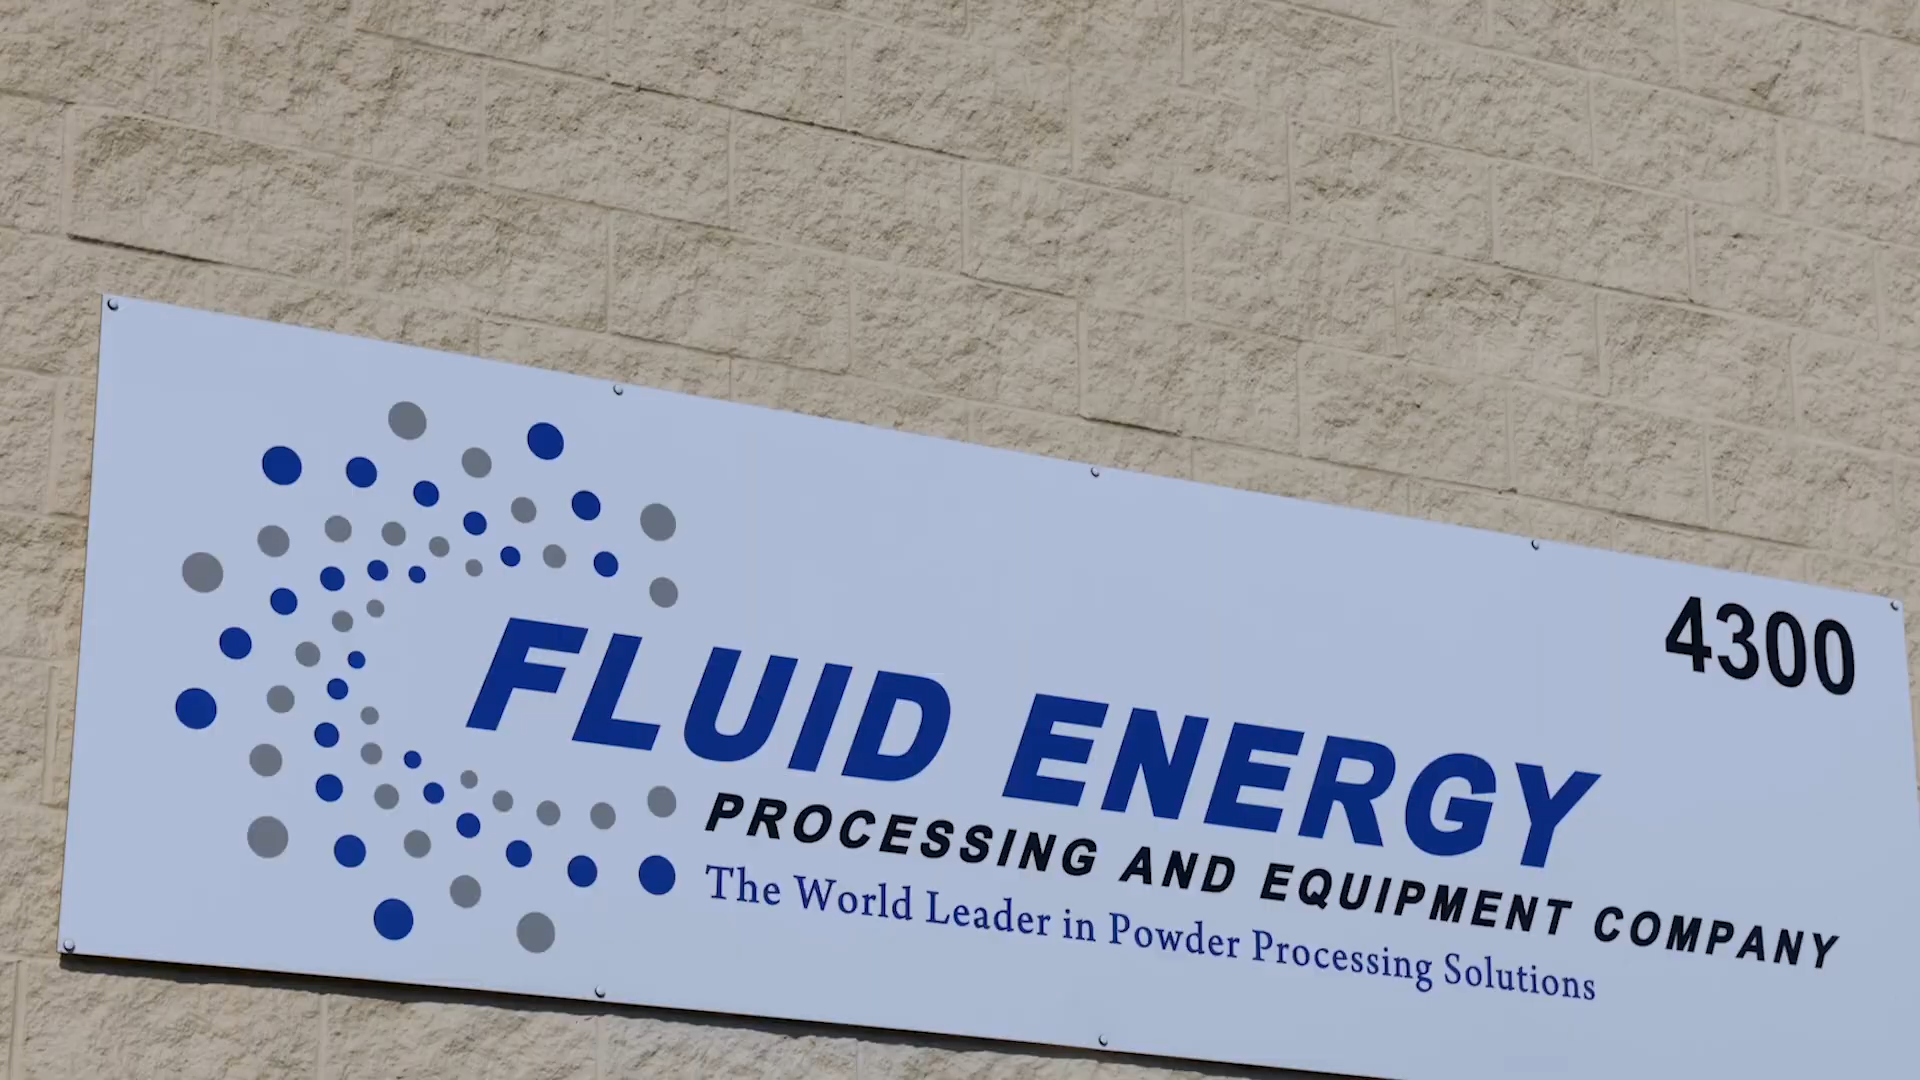 4300
FLUID ENERGY
PROCESSING AND EQUIPMENT COMPANY
The World Leader in Powder Processing Solutions